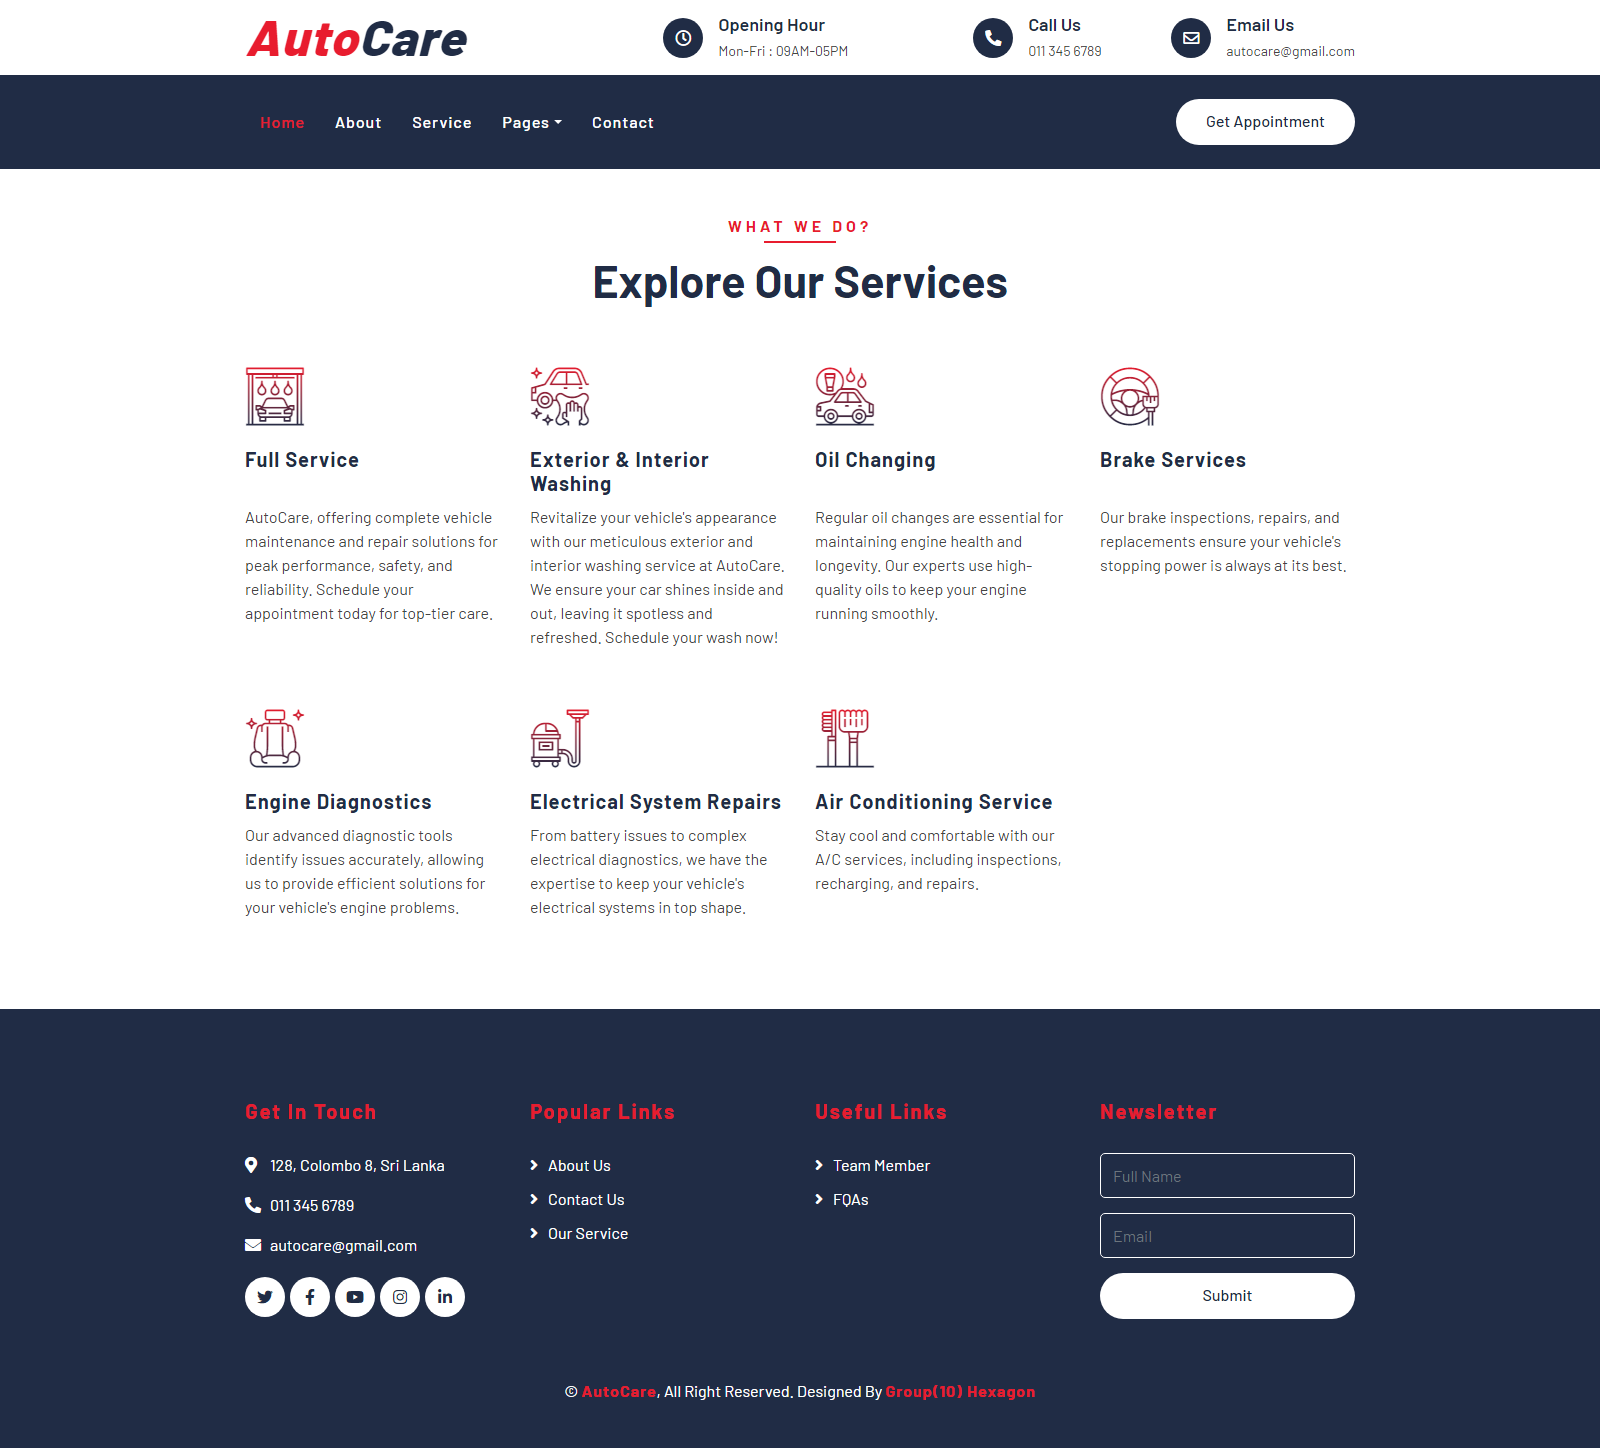 AutoCare
Opening Hour
Mon-Fri : 09AM-05PM
Call Us
011 345 6789
Email Us
autocare@gmail.com
Home
About
Service
Pages
Contact
Get Appointment
WHAT WE DO?
Explore Our Services
Full Service
AutoCare, offering complete vehicle
maintenance and repair solutions for
peak performance, safety, and
reliability. Schedule your
appointment today for top-tier care.
Exterior & Interior
Washing
Revitalize your vehicle's appearance
with our meticulous exterior and
interior washing service at AutoCare.
We ensure your car shines inside and
out, leaving it spotless and
refreshed. Schedule your wash now!
Oil Changing
Regular oil changes are essential for
maintaining engine health and
longevity. Our experts use high-
quality oils to keep your engine
running smoothly.
Brake Services
Our brake inspections, repairs, and
replacements ensure your vehicle's
stopping power is always at its best.
Engine Diagnostics
Our advanced diagnostic tools
identify issues accurately, allowing
us to provide efficient solutions for
your vehicle's engine problems.
Electrical System Repairs
From battery issues to complex
electrical diagnostics, we have the
expertise to keep your vehicle's
electrical systems in top shape.
Air Conditioning Service
Stay cool and comfortable with our
A/C services, including inspections,
recharging, and repairs.
Get In Touch
128, Colombo 8, Sri Lanka
011 345 6789
autocare@gmail.com
Popular Links
About Us
Contact Us
Our Service
Useful Links
Team Member
FQAs
Newsletter
Full Name
Email
Submit
© AutoCare, All Right Reserved. Designed By Group(10) Hexagon